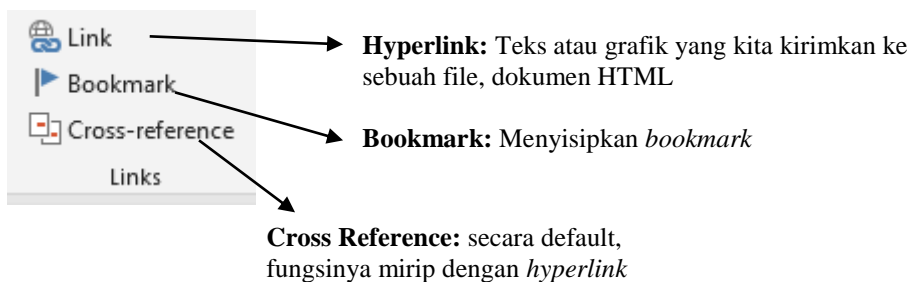 Link
Bookmark
Cross-reference
Links
Hyperlink: Teks atau grafik yang kita kirimkan ke
sebuah file, dokumen HTML
Bookmark: Menyisipkan bookmark
Cross Reference: secara default,
fungsinya mirip dengan hyperlink